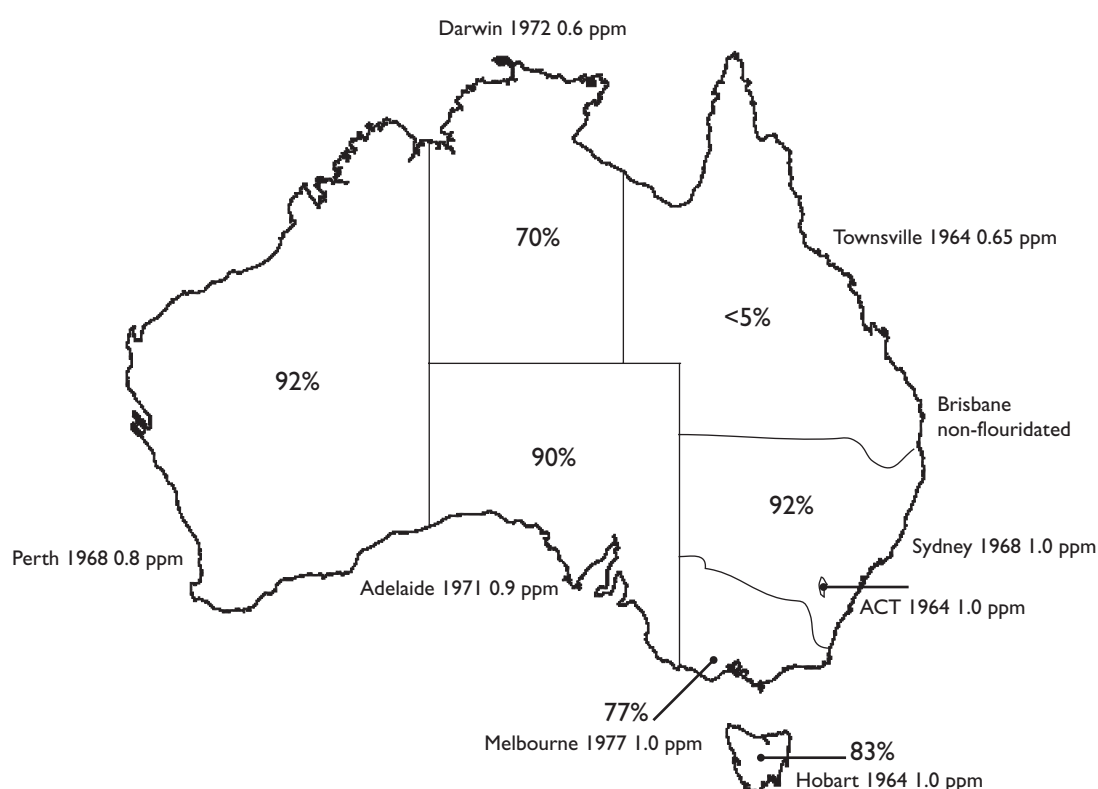 Darwin 1972 0.6 ppm
70%
Townsville 1964 0.65 ppm
<5%
92%
Brisbane
non-flouridated
90%
92%
Sydney 1968 1.0 ppm
Perth 1968 0.8 ppm
Adelaide 1971 0.9 ppm
ACT 1964 1.0 ppm
77%
Melbourne 1977 1.0 ppm
83%
Hobart 1964 1.0 ppm